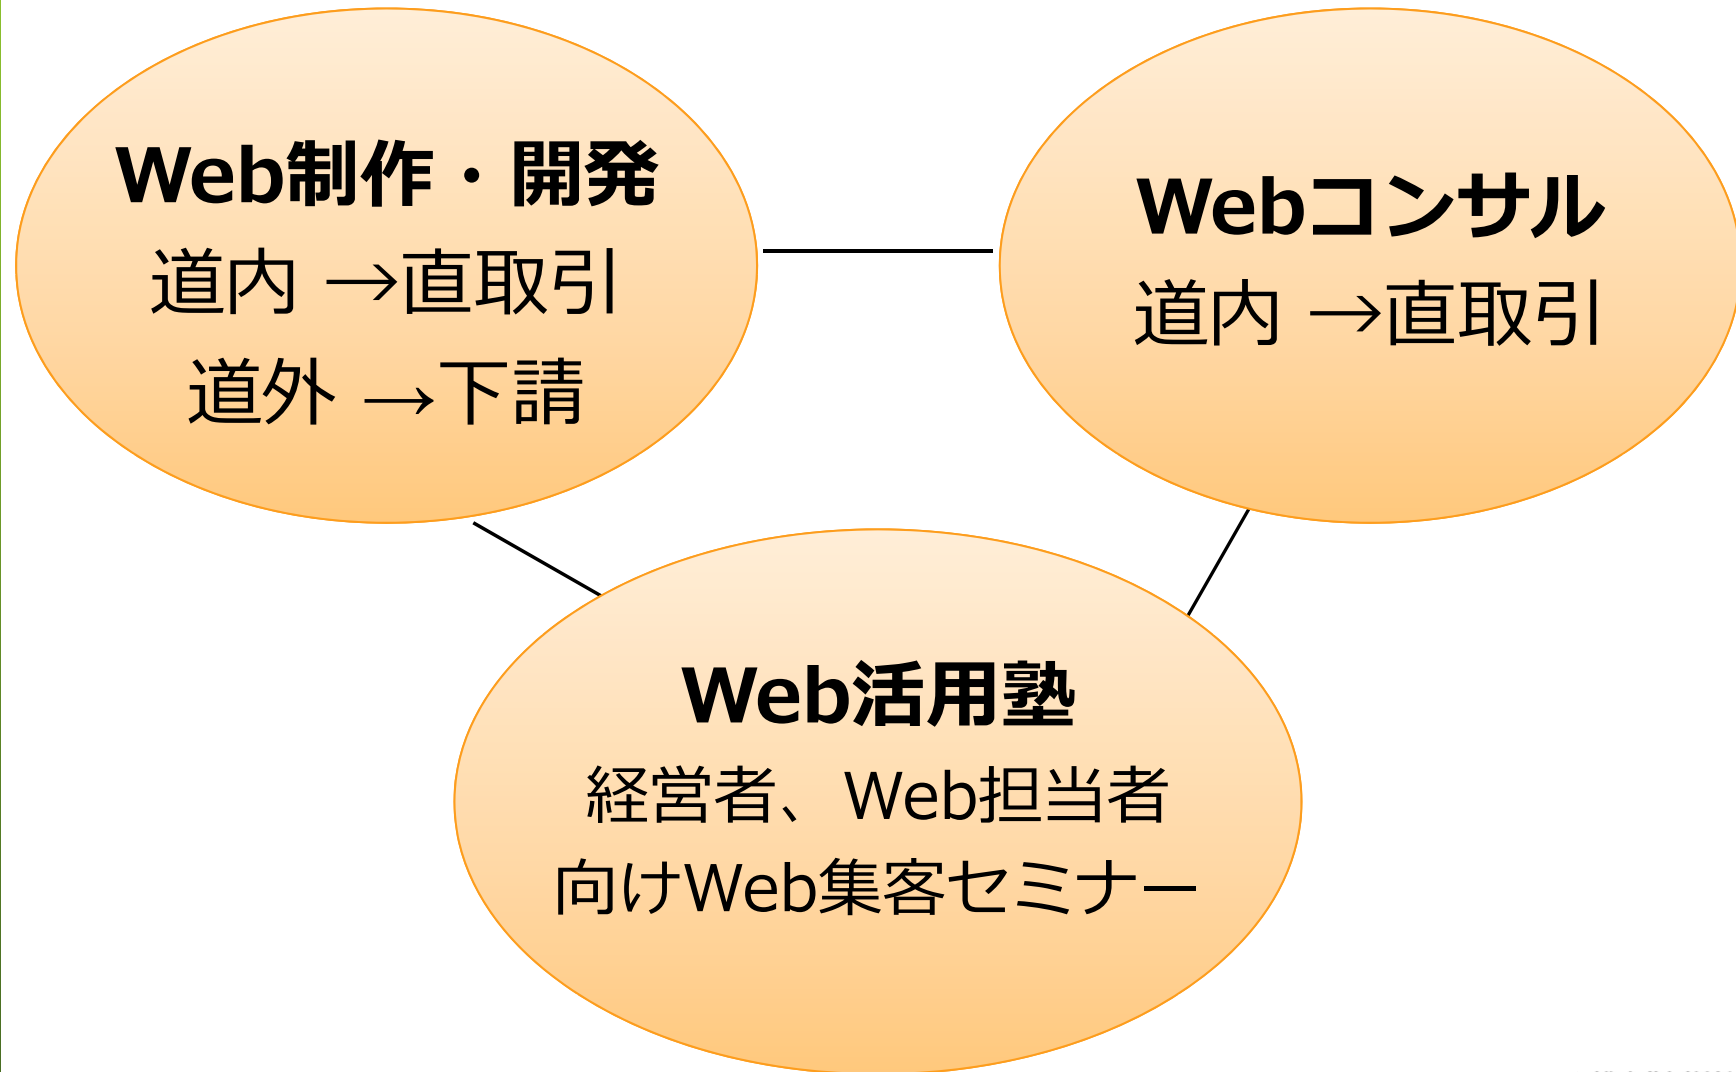 Web制作・開発
道内 →直取引
道外 →下請
Webコンサル
道内 →直取引
Web活用塾
経営者、Web担当者
向けWeb集客セミナー